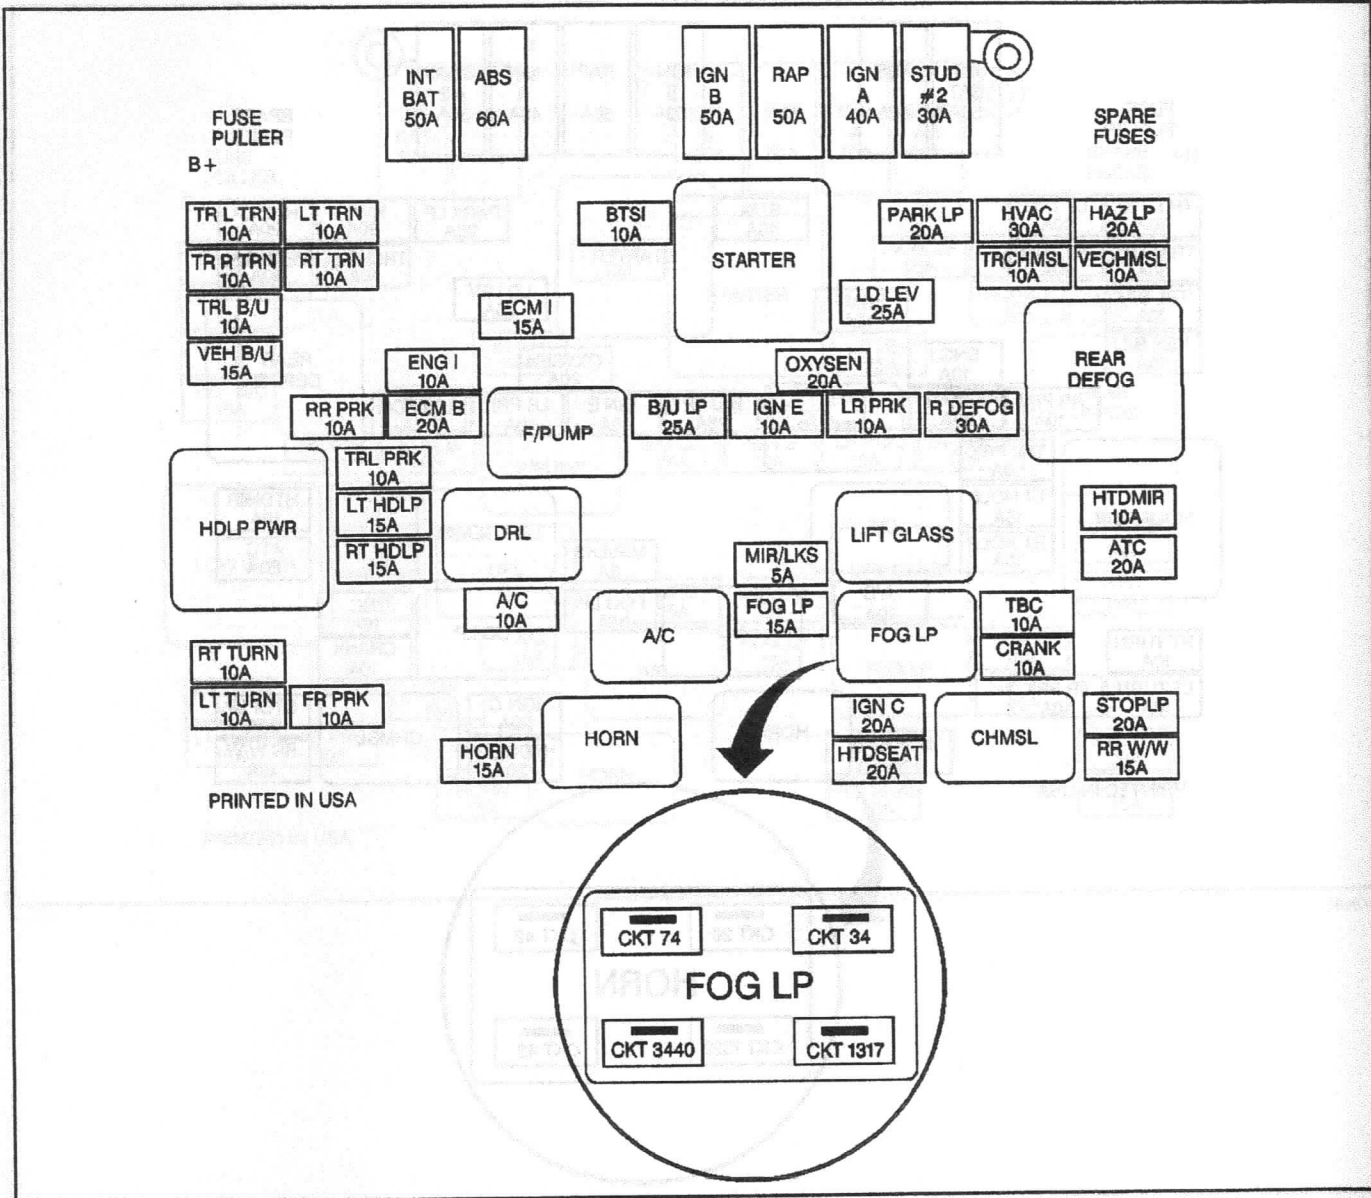 INT
BAT
50A
ABS
60A
IGN
B
50A
RAP
50A
IGN
A
40A
STUD
#2
30A
FUSE
PULLER
B+
SPARE
FUSES
TR L TRN
10A
LT TRN
10A
BTSI
10A
STARTER
PARK LP
20A
HVAC
30A
HAZ LP
20A
TR R TRN
10A
RT TRN
10A
TRCHMSL
10A
VECHMSL
10A
TRL B/U
10A
ECM I
15A
LD LEV
25A
VEH B/U
15A
ENG I
10A
OXYSEN
20A
REAR
DEFOG
RR PRK
10A
ECM B
20A
F/PUMP
B/U LP
25A
IGN E
10A
LR PRK
10A
R DEFOG
30A
TRL PRK
10A
HDLP PWR
LT HDLP
15A
RT HDLP
15A
DRL
LIFT GLASS
HTDMIR
10A
MIR/LKS
5A
ATC
20A
A/C
10A
A/C
FOG LP
15A
FOG LP
TBC
10A
CRANK
10A
RT TURN
10A
LT TURN
10A
FR PRK
10A
HORN
15A
HORN
IGN C
20A
HTDSEAT
20A
CHMSL
STOPLP
20A
RR W/W
15A
PRINTED IN USA
CKT 74
CKT 34
FOG LP
CKT 3440
CKT 1317